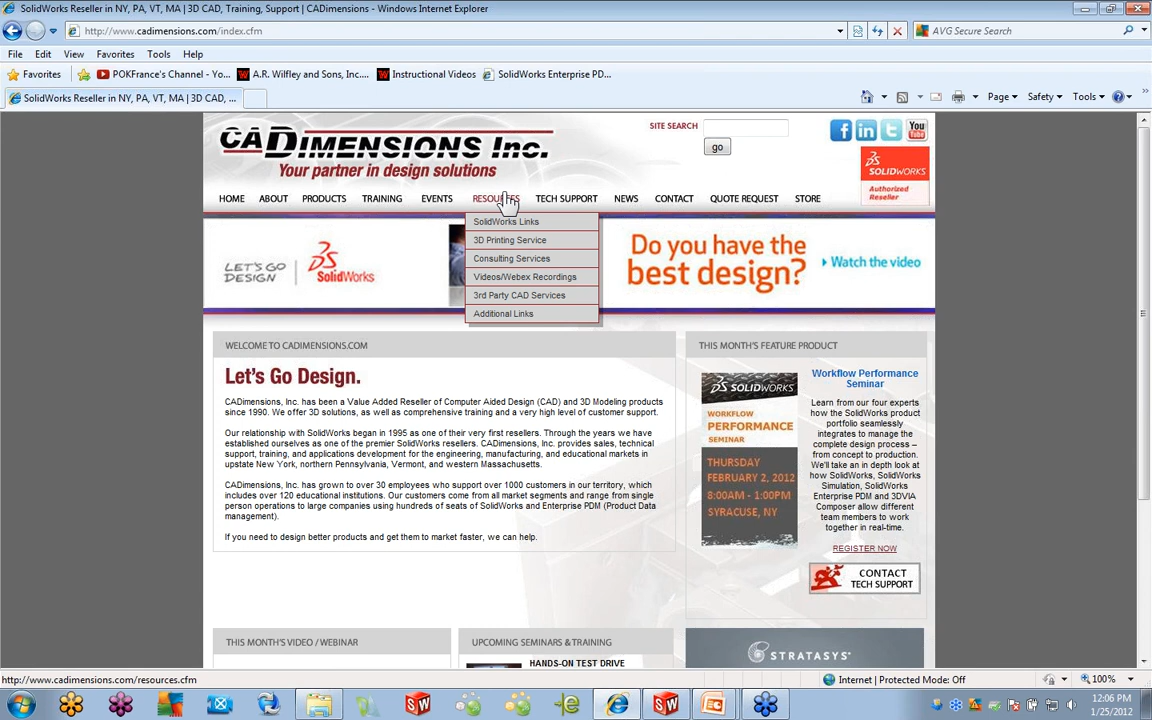 SolidWorks Reseller in NY, PA, VT, MA | 3D CAD, Training, Support | CADimensions - Windows Internet Explorer
http://www.cadimensions.com/index.cfm
AVG Secure Search
File Edit View Favorites Tools Help
Favorites POKFrance's Channel - Yo... A.R. Wilfley and Sons, Inc.... Instructional Videos SolidWorks Enterprise PD...
SolidWorks Reseller in NY, PA, VT, MA | 3D CAD, ...
Page Safety Tools
CADIMENSIONS Inc.
Your partner in design solutions
SITE SEARCH
go
You Tube
SOLIDWORKS
Authorized
Reseller
HOME ABOUT PRODUCTS TRAINING EVENTS RESOURCES TECH SUPPORT NEWS CONTACT QUOTE REQUEST STORE
SolidWorks Links
3D Printing Service
Consulting Services
Videos/Webex Recordings
3rd Party CAD Services
Additional Links
LET'S GO
DESIGN
SolidWorks
Do you have the
best design?
Watch the video
WELCOME TO CADIMENSIONS.COM
Let's Go Design.
CADimensions, Inc. has been a Value Added Reseller of Computer Aided Design (CAD) and 3D Modeling products
since 1990. We offer 3D solutions, as well as comprehensive training and a very high level of customer support.
Our relationship with SolidWorks began in 1995 as one of their very first resellers. Through the years we have
established ourselves as one of the premier SolidWorks resellers. CADimensions, Inc. provides sales, technical
support, training, and applications development for the engineering, manufacturing, and educational markets in
upstate New York, northern Pennsylvania, Vermont, and western Massachusetts.
CADimensions, Inc. has grown to over 30 employees who support over 1000 customers in our territory, which
includes over 120 educational institutions. Our customers come from all market segments and range from single
person operations to large companies using hundreds of seats of SolidWorks and Enterprise PDM (Product Data
management).
If you need to design better products and get them to market faster, we can help.
THIS MONTH'S FEATURE PRODUCT
SOLIDWORKS
WORKFLOW
PERFORMANCE
SEMINAR
THURSDAY
FEBRUARY 2, 2012
8:00AM - 1:00PM
SYRACUSE, NY
Workflow Performance
Seminar
Learn from our four experts
how the SolidWorks product
portfolio seamlessly
integrates to manage the
complete design process –
from concept to production.
We'll take an in depth look at
how SolidWorks, SolidWorks
Simulation, SolidWorks
Enterprise PDM and 3DVIA
Composer allow different
team members to work
together in real-time.
REGISTER NOW
CONTACT
TECH SUPPORT
THIS MONTH'S VIDEO / WEBINAR
UPCOMING SEMINARS & TRAINING
HANDS-ON TEST DRIVE
STRATASYS
http://www.cadimensions.com/resources.cfm
Internet | Protected Mode: Off
100%
12:06 PM
1/25/2012